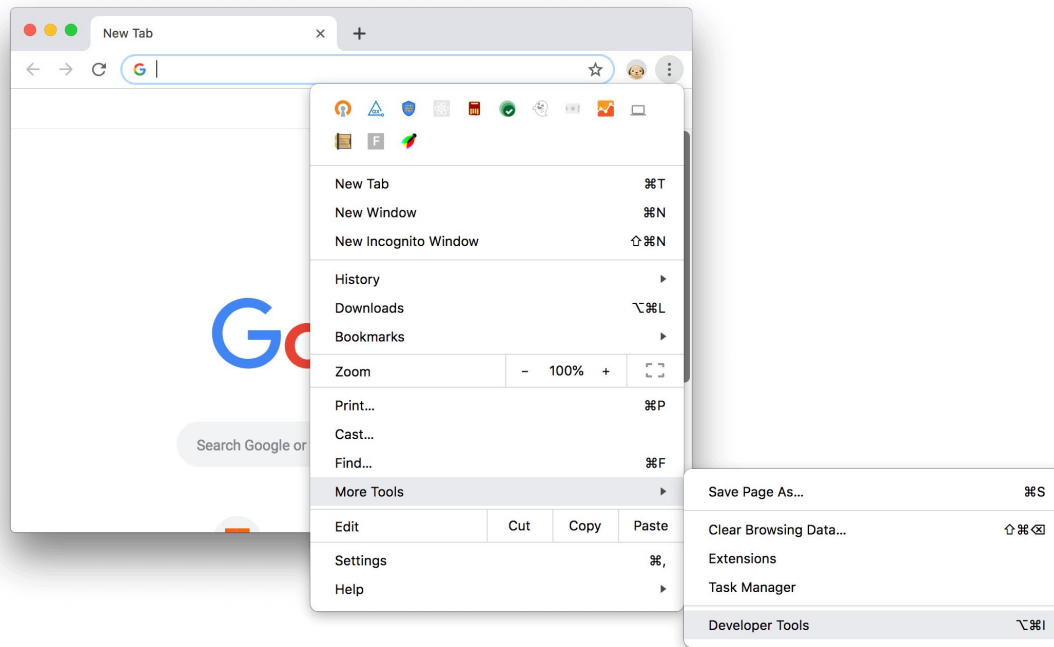 New Tab
New Tab ⌘T
New Window ⌘N
New Incognito Window ⇧⌘N
History
Downloads ⌥⌘L
Bookmarks
Go
Zoom - 100% +
Print... ⌘P
Cast...
Search Google or
Find... ⌘F
More Tools
Save Page As... ⌘S
Edit Cut Copy Paste
Clear Browsing Data... ⇧⌘⌫
Settings ⌘,
Extensions
Help
Task Manager
Developer Tools ⌥⌘I